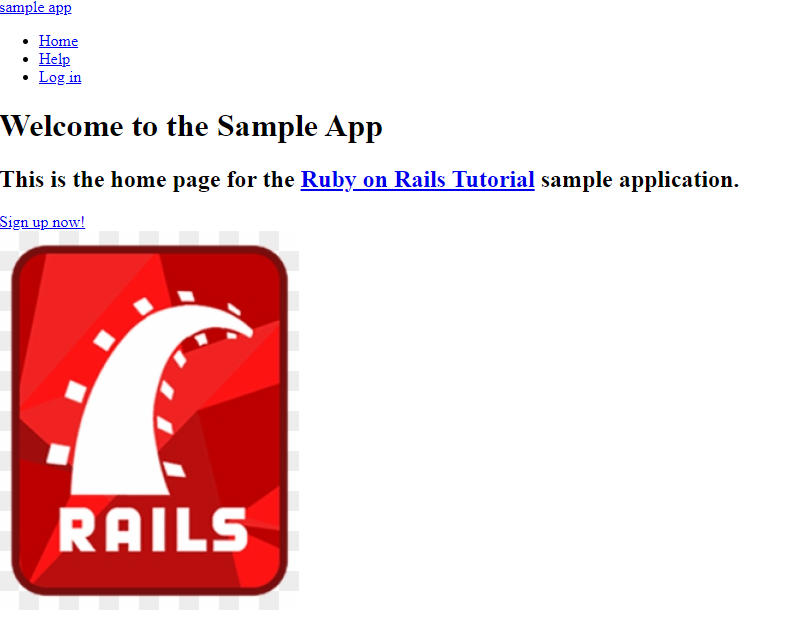 sample app
Home
Help
Log in
Welcome to the Sample App
This is the home page for the Ruby on Rails Tutorial sample application.
Sign up now!
RAILS